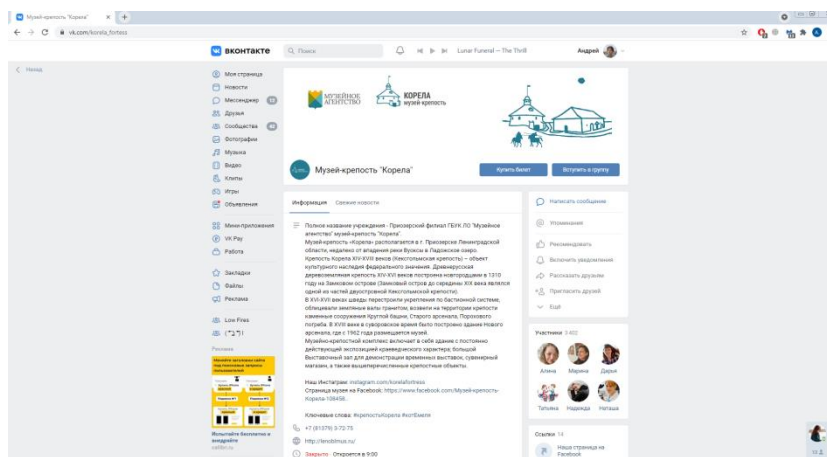 Музей-крепость "Корела"
vk.com/korela_fortess
ВКОНТАКТЕ
Поиск
Lunar Funeral – The Thrill
Андрей
Назад
Моя страница
Новости
Мессенджер
Друзья
Сообщества
Фотографии
Музыка
Видео
Клипы
Игры
Объявления
Мини-приложения
VK Pay
Работа
Закладки
Файлы
Реклама
Low Fires
Реклама
МУЗЕЙНОЕ
АГЕНТСТВО
КОРЕЛА
музей-крепость
Музей-крепость "Корела"
Купить билет
Вступить в группу
Информация Свежие новости
Полное название учреждения - Приозерский филиал ГБУК ЛО "Музейное
агентство" музей-крепость "Корела".
Музей-крепость «Корела» располагается в г. Приозерск Ленинградской
области, недалеко от впадения реки Вуоксы в Ладожское озеро.
Крепость Корела XIV-XVIII веков (Кексгольмская крепость) – объект
культурного наследия федерального значения. Древнерусская
деревоземляная крепость XIV-XVI веков построена новгородцами в 1310
году на Замковом острове (Замковый остров до середины XIX века являлся
одной из частей двухостровной Кексгольмской крепости).
В XVI-XVII веках шведы перестроили укрепления по бастионной системе,
облицевали земляные валы гранитом, возвели на территории крепости
каменные сооружения Круглой башни, Старого арсенала, Порохового
погреба. В XVIII веке в суворовское время было построено здание Нового
арсенала, где с 1962 года размещается музей.
Музейно-крепостной комплекс включает в себя здание с постоянно
действующей экспозицией краеведческого характера; большой
Выставочный зал для демонстрации временных выставок, сувенирный
магазин, а также вышеперечисленные крепостные объекты.
Наш Инстаграм: instagram.com/korelafortress
Страница музея на Facebook: https://www.facebook.com/Музей-крепость-
Корела-108458..
Ключевые слова: #крепостьКорела #котЕмеля
+7 (81379) 3-72-75
http://lenoblmus.ru/
Закрыто Откроется в 9:00
Написать сообщение
Упоминания
Рекомендовать
Включить уведомления
Рассказать друзьям
Пригласить друзей
Ещё
Участники 3 402
Алина Марина Дарья
Татьяна Надежда Наташа
Ссылки 14
Наша страница на
Facebook
Испытайте бесплатно и
внедряйте